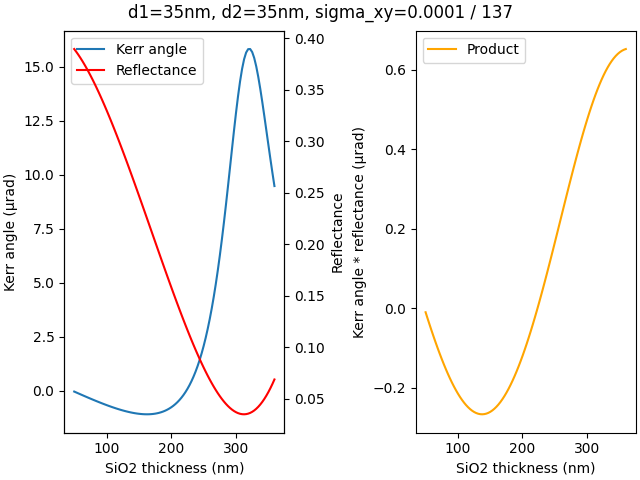 d1=35nm, d2=35nm, sigma_xy=0.0001 / 137
Kerr angle
Reflectance
15.0
12.5
10.0
7.5
5.0
2.5
0.0
Kerr angle (μrad)
100
200
300
SiO2 thickness (nm)
0.40
0.35
0.30
0.25
0.20
0.15
0.10
0.05
Reflectance
Product
0.6
0.4
0.2
0.0
−0.2
Kerr angle * reflectance (μrad)
100
200
300
SiO2 thickness (nm)